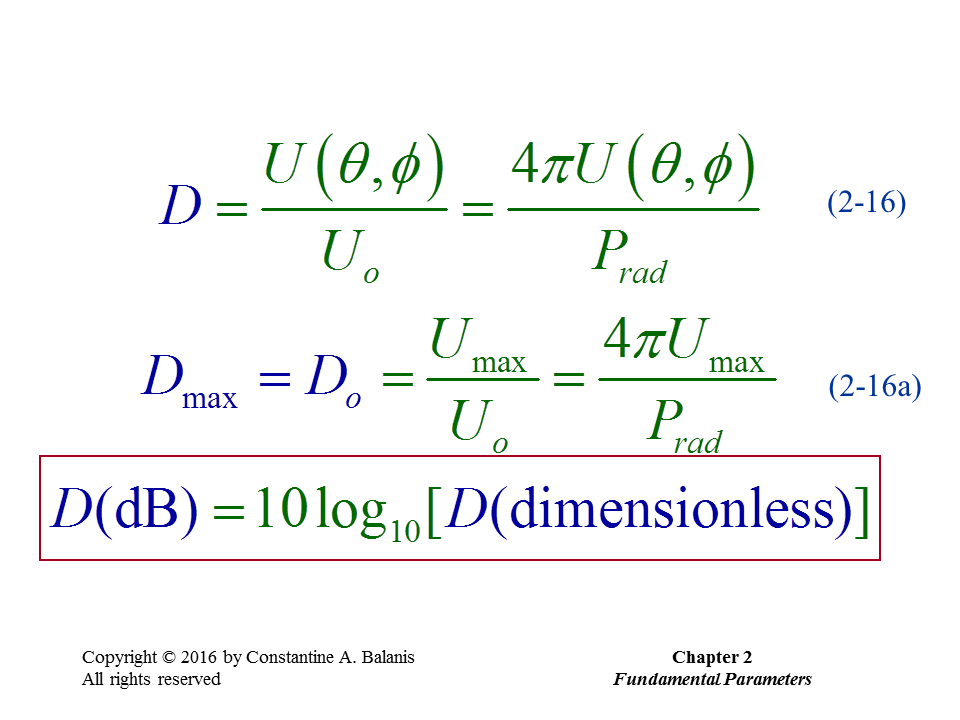 D = U(θ,ϕ) / U_o = 4πU(θ,ϕ) / P_rad (2-16)
D_max = D_o = U_max / U_o = 4πU_max / P_rad (2-16a)
D(dB) = 10 log_10 [D(dimensionless)]
Copyright © 2016 by Constantine A. Balanis
All rights reserved
Chapter 2
Fundamental Parameters